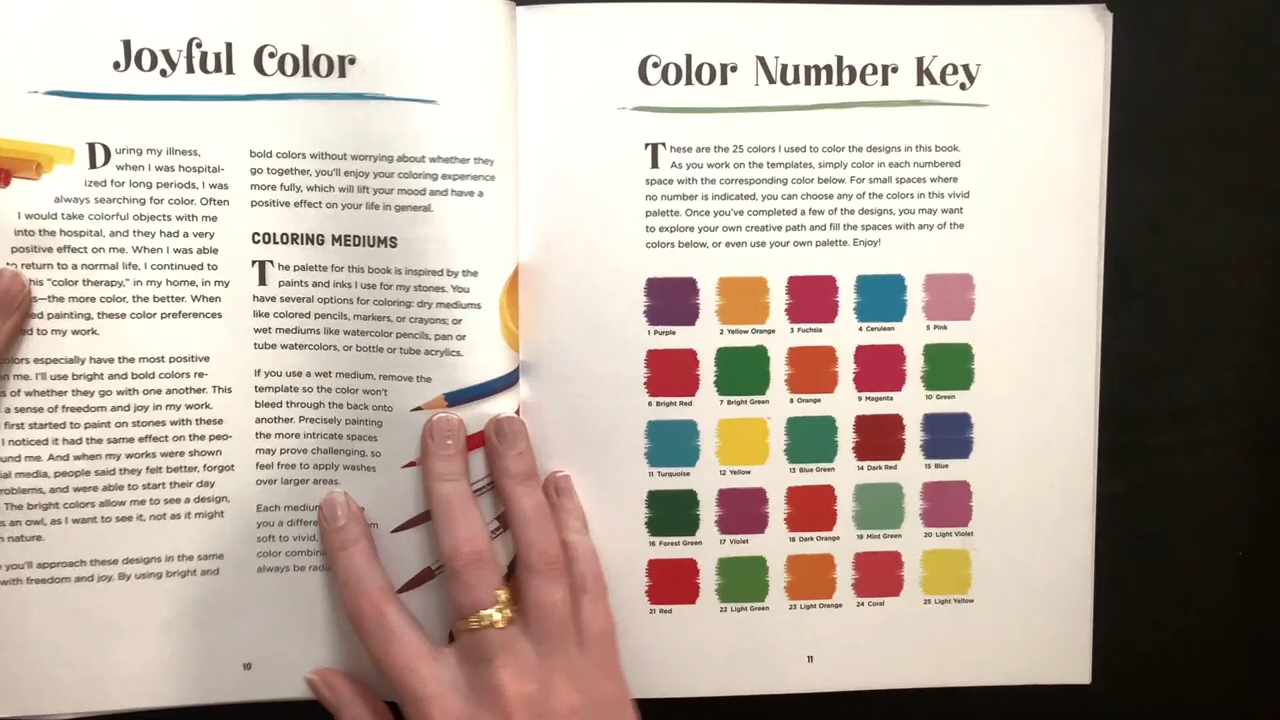 Joyful Color
During my illness,
when I was hospital-
ized for long periods, I was
always searching for color. Often
I would take colorful objects with me
into the hospital, and they had a very
positive effect on me. When I was able
return to a normal life, I continued to
his “color therapy,” in my home, in my
s—the more color, the better. When
ed painting, these color preferences
ed to my work.
olors especially have the most positive
n me. I'll use bright and bold colors re-
s of whether they go with one another. This
a sense of freedom and joy in my work.
first started to paint on stones with these
I noticed it had the same effect on the peo-
und me. And when my works were shown
ial media, people said they felt better, forgot
roblems, and were able to start their day
The bright colors allow me to see a design,
s an owl, as I want to see it, not as it might
n nature.
you'll approach these designs in the same
with freedom and joy. By using bright and
bold colors without worrying about whether they
go together, you'll enjoy your coloring experience
more fully, which will lift your mood and have a
positive effect on your life in general.
COLORING MEDIUMS
The palette for this book is inspired by the
paints and inks I use for my stones. You
have several options for coloring: dry mediums
like colored pencils, markers, or crayons; or
wet mediums like watercolor pencils, pan or
tube watercolors, or bottle or tube acrylics.
If you use a wet medium, remove the
template so the color won't
bleed through the back onto
another. Precisely painting
the more intricate spaces
may prove challenging, so
feel free to apply washes
over larger areas.
Each medium
you a differe
soft to vivid,
color combin
always be radi
10
Color Number Key
These are the 25 colors I used to color the designs in this book.
As you work on the templates, simply color in each numbered
space with the corresponding color below. For small spaces where
no number is indicated, you can choose any of the colors in this vivid
palette. Once you've completed a few of the designs, you may want
to explore your own creative path and fill the spaces with any of the
colors below, or even use your own palette. Enjoy!
1 Purple 2 Yellow Orange 3 Fuchsia 4 Cerulean 5 Pink
6 Bright Red 7 Bright Green 8 Orange 9 Magenta 10 Green
11 Turquoise 12 Yellow 13 Blue Green 14 Dark Red 15 Blue
16 Forest Green 17 Violet 18 Dark Orange 19 Mint Green 20 Light Violet
21 Red 22 Light Green 23 Light Orange 24 Coral 25 Light Yellow
11